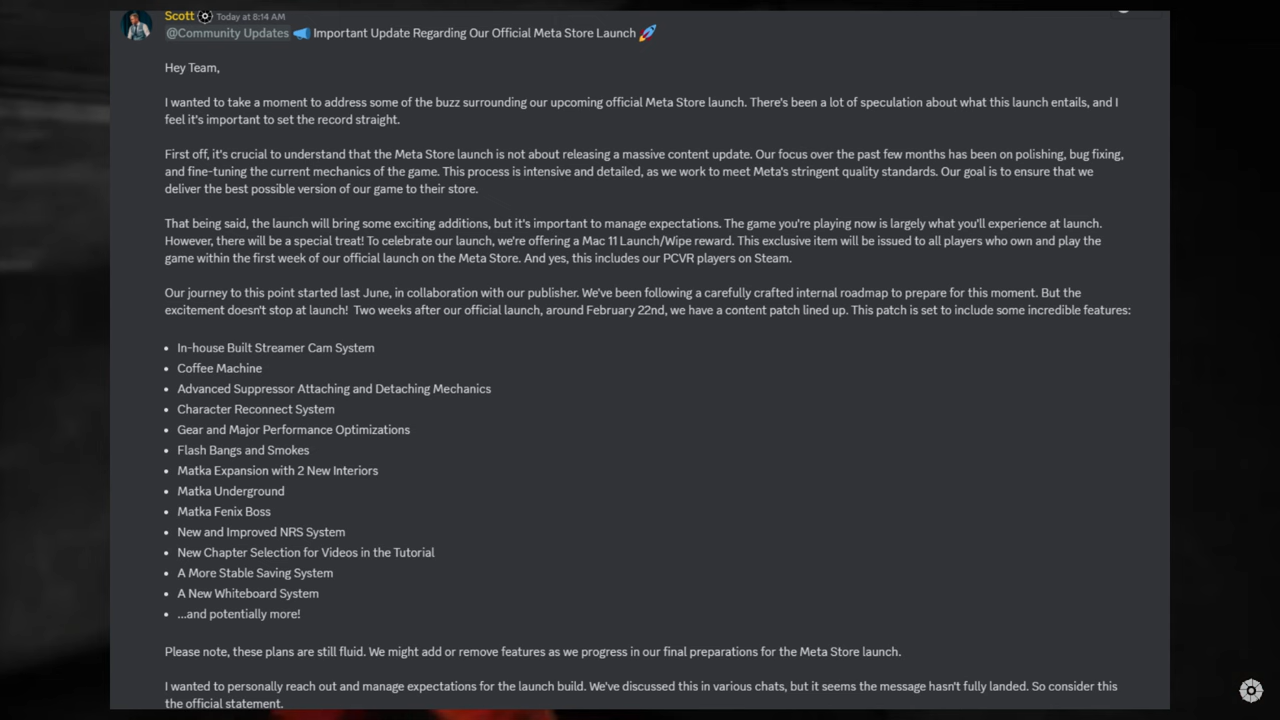 Scott Today at 8:14 AM
@Community Updates 📣 Important Update Regarding Our Official Meta Store Launch 🚀
Hey Team,
I wanted to take a moment to address some of the buzz surrounding our upcoming official Meta Store launch. There's been a lot of speculation about what this launch entails, and I
feel it's important to set the record straight.
First off, it's crucial to understand that the Meta Store launch is not about releasing a massive content update. Our focus over the past few months has been on polishing, bug fixing,
and fine-tuning the current mechanics of the game. This process is intensive and detailed, as we work to meet Meta's stringent quality standards. Our goal is to ensure that we
deliver the best possible version of our game to their store.
That being said, the launch will bring some exciting additions, but it's important to manage expectations. The game you're playing now is largely what you'll experience at launch.
However, there will be a special treat! To celebrate our launch, we're offering a Mac 11 Launch/Wipe reward. This exclusive item will be issued to all players who own and play the
game within the first week of our official launch on the Meta Store. And yes, this includes our PCVR players on Steam.
Our journey to this point started last June, in collaboration with our publisher. We've been following a carefully crafted internal roadmap to prepare for this moment. But the
excitement doesn't stop at launch! Two weeks after our official launch, around February 22nd, we have a content patch lined up. This patch is set to include some incredible features:
• In-house Built Streamer Cam System
• Coffee Machine
• Advanced Suppressor Attaching and Detaching Mechanics
• Character Reconnect System
• Gear and Major Performance Optimizations
• Flash Bangs and Smokes
• Matka Expansion with 2 New Interiors
• Matka Underground
• Matka Fenix Boss
• New and Improved NRS System
• New Chapter Selection for Videos in the Tutorial
• A More Stable Saving System
• A New Whiteboard System
• ...and potentially more!
Please note, these plans are still fluid. We might add or remove features as we progress in our final preparations for the Meta Store launch.
I wanted to personally reach out and manage expectations for the launch build. We've discussed this in various chats, but it seems the message hasn't fully landed. So consider this
the official statement.